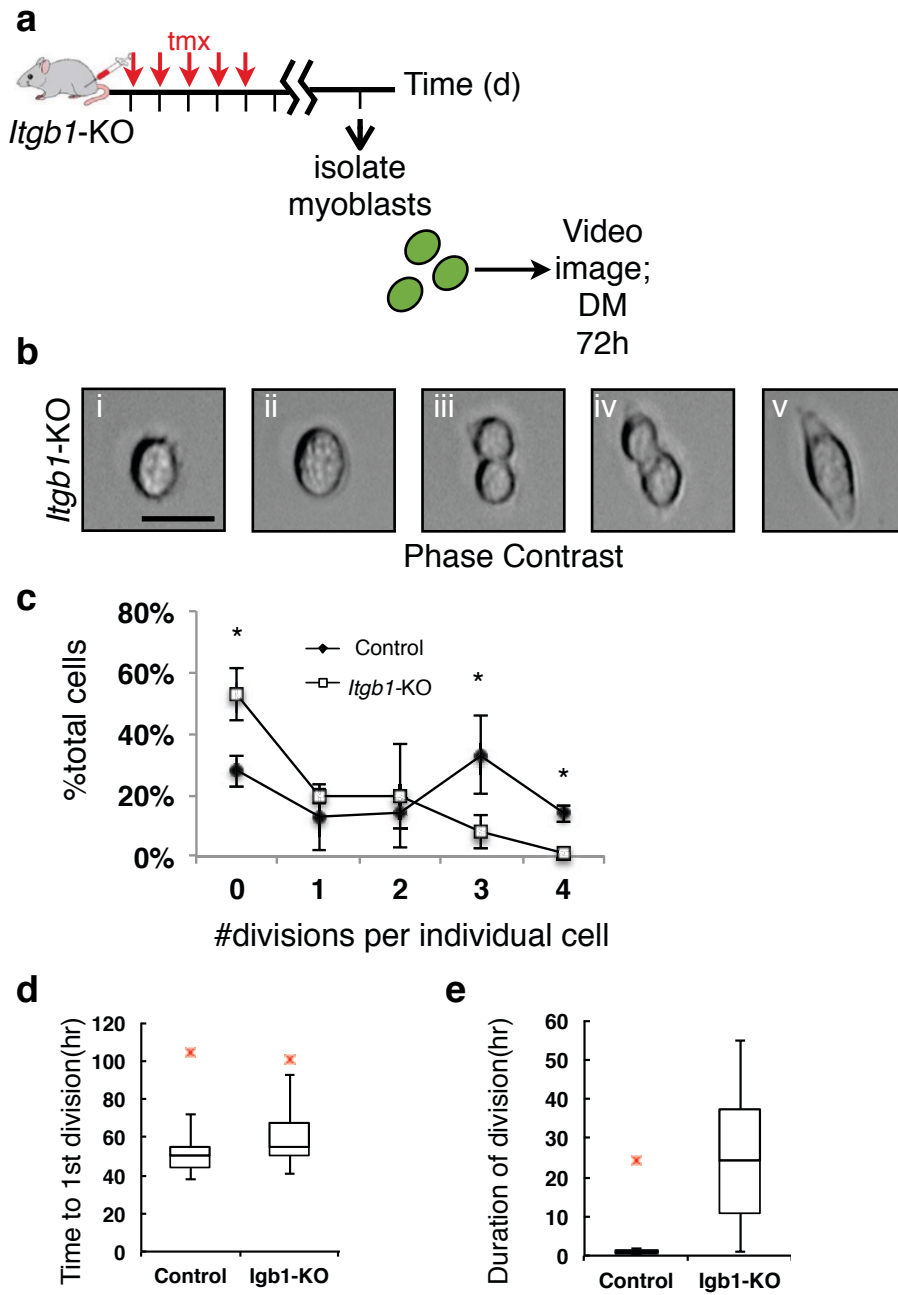 a
tmx
Time (d)
Itgb1-KO
isolate
myoblasts
Video
image;
DM
72h
b
Itgb1-KO
i
ii
iii
iv
v
Phase Contrast
c
%total cells
80%
60%
40%
20%
0%
*
*
*
Control
Itgb1-KO
0 1 2 3 4
#divisions per individual cell
d
Time to 1st division(hr)
120
100
80
60
40
20
0
Control Igb1-KO
e
Duration of division(hr)
60
50
40
30
20
10
0
Control Igb1-KO